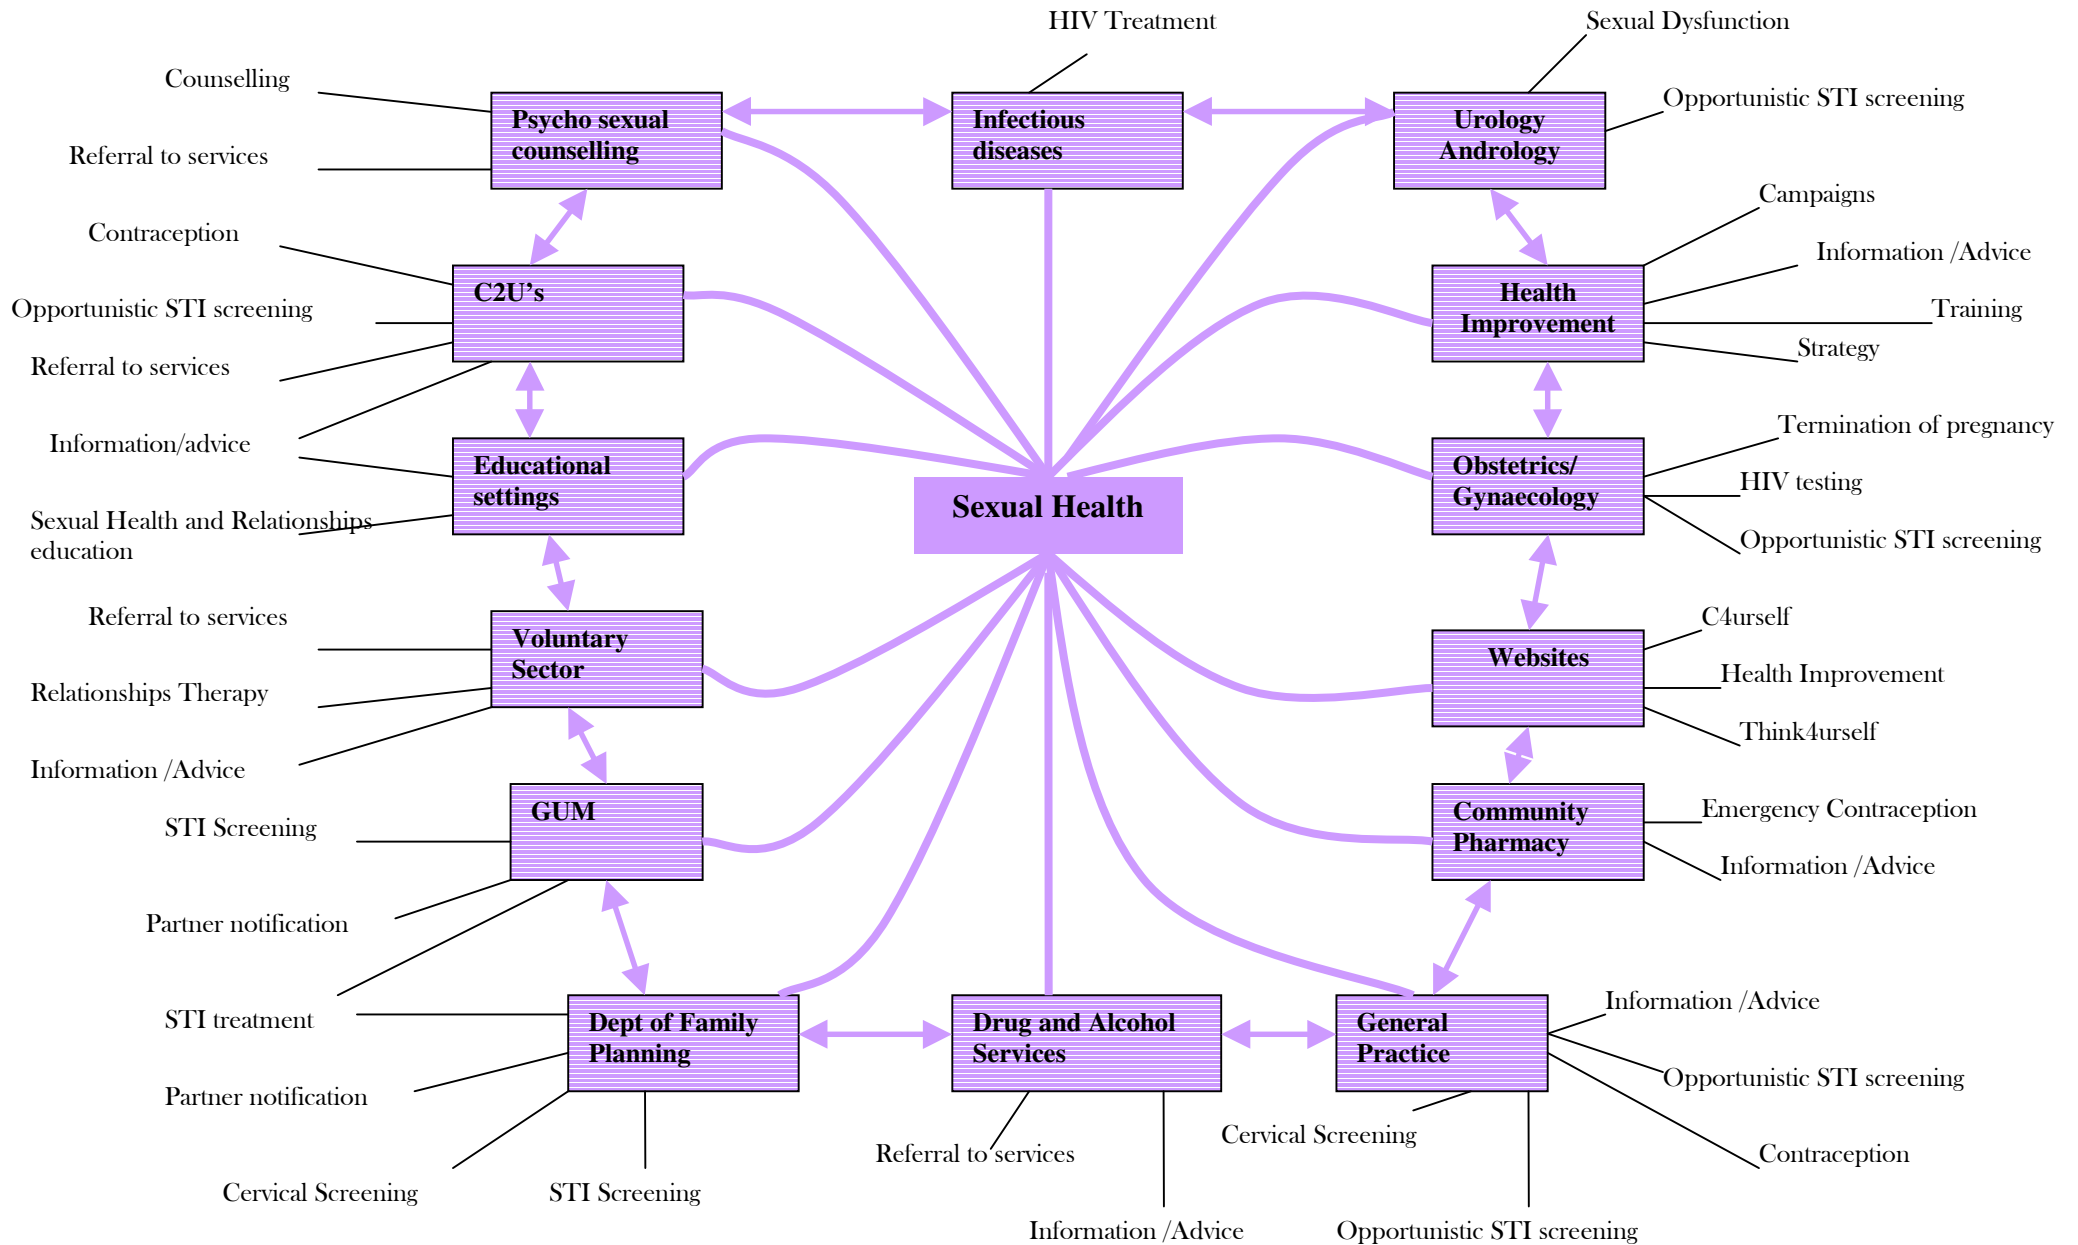 HIV Treatment
Sexual Dysfunction
Counselling
Opportunistic STI screening
Psycho sexual
counselling
Infectious
diseases
Urology
Andrology
Referral to services
Campaigns
Contraception
Information /Advice
C2U's
Health
Improvement
Opportunistic STI screening
Training
Referral to services
Strategy
Information/advice
Termination of pregnancy
Educational
settings
Obstetrics/
Gynaecology
HIV testing
Sexual Health
Sexual Health and Relationships
education
Opportunistic STI screening
Referral to services
C4urself
Voluntary
Sector
Websites
Relationships Therapy
Health Improvement
Think4urself
Information /Advice
GUM
Community
Pharmacy
Emergency Contraception
STI Screening
Information /Advice
Partner notification
Information /Advice
STI treatment
Dept of Family
Planning
Drug and Alcohol
Services
General
Practice
Opportunistic STI screening
Partner notification
Cervical Screening
Referral to services
Contraception
Cervical Screening
STI Screening
Information /Advice
Opportunistic STI screening